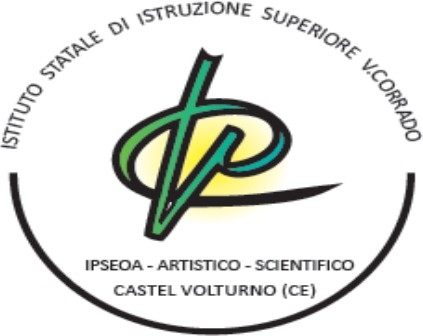 ISTITUTO STATALE DI ISTRUZIONE SUPERIORE V.CORRADO
IPSEOA - ARTISTICO - SCIENTIFICO
CASTEL VOLTURNO (CE)